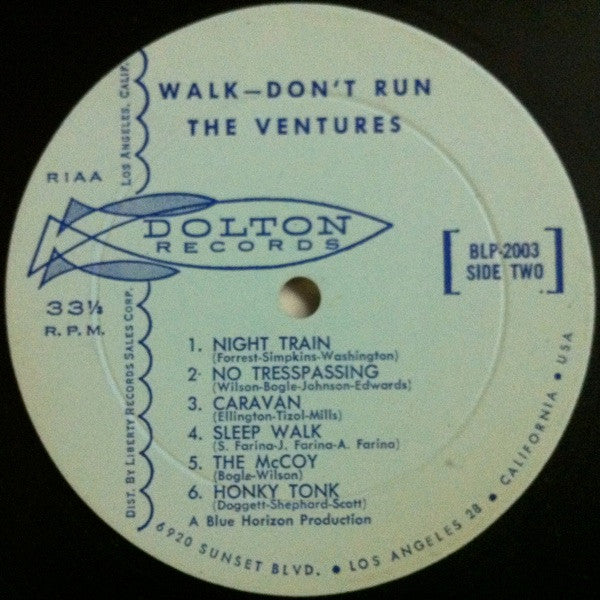 WALK—DON'T RUN
THE VENTURES
LOS ANGELES, CALIF.
RIAA
DOLTON
RECORDS
BLP-2003
SIDE TWO
33⅓
R.P.M.
DIST. BY LIBERTY RECORDS SALES CORP.
1. NIGHT TRAIN
(Forrest-Simpkins-Washington)
2. NO TRESSPASSING
(Wilson-Bogle-Johnson-Edwards)
3. CARAVAN
(Ellington-Tizol-Mills)
4. SLEEP WALK
(S. Farina-J. Farina-A. Farino)
5. THE McCOY
(Bogle-Wilson)
6. HONKY TONK
(Doggett-Shephard-Scott)
A Blue Horizon Production
6920 SUNSET BLVD. • LOS ANGELES 28 • CALIFORNIA • USA